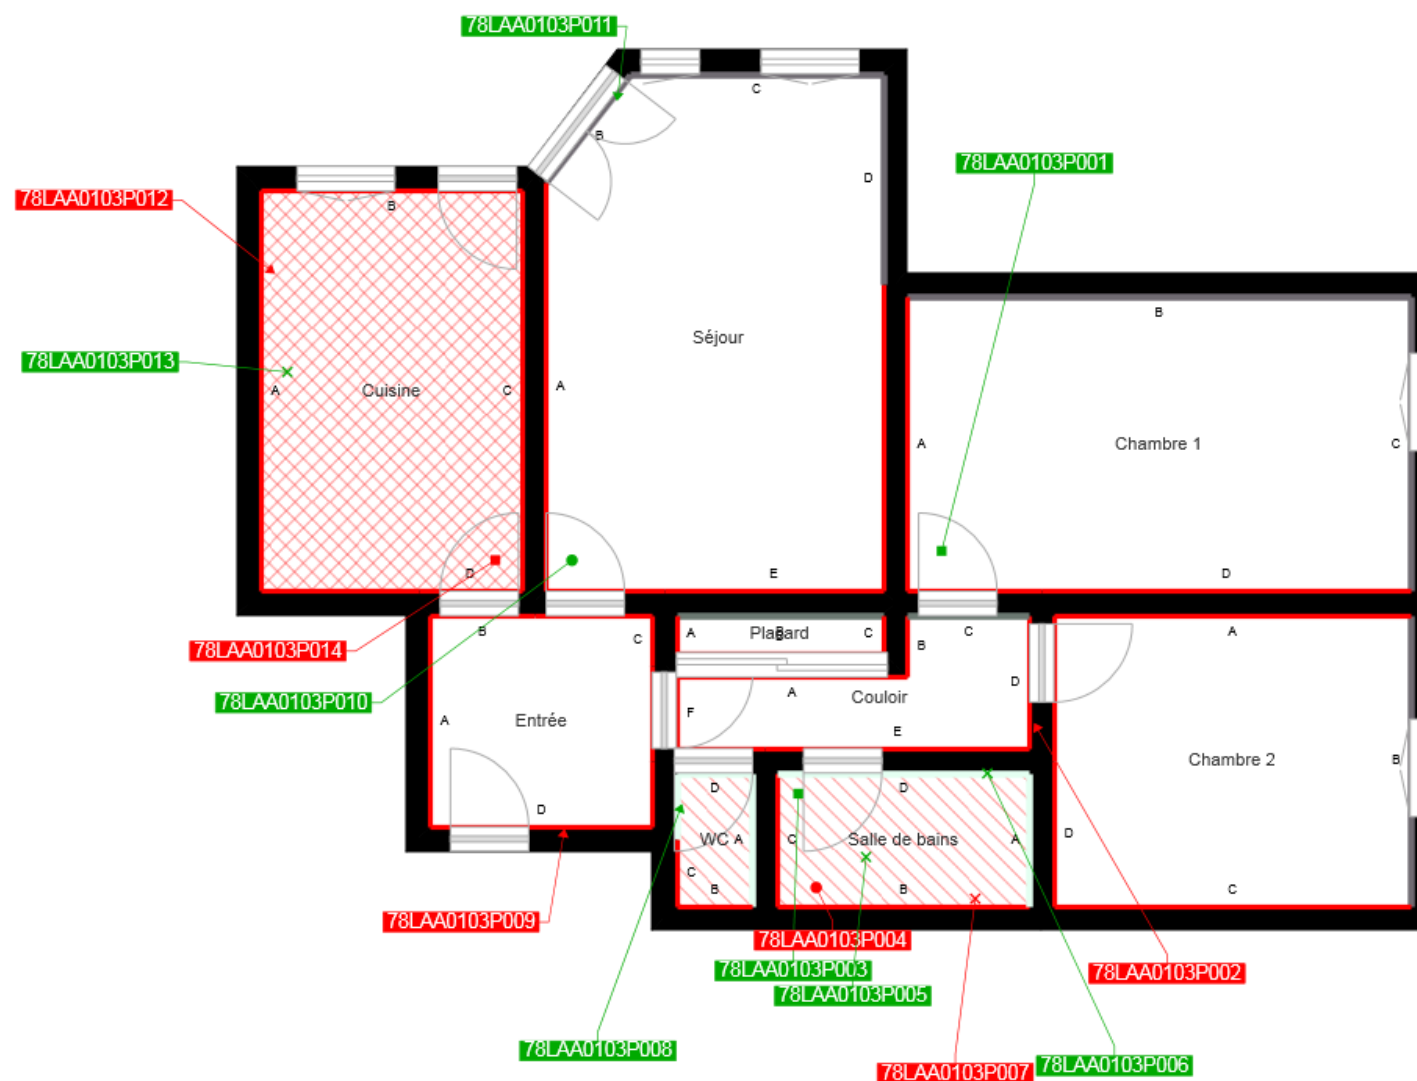 78LAA0103P011
C
B
78LAA0103P001
D
78LAA0103P012
B
B
Séjour
78LAA0103P013
A
Cuisine
C
A
A
Chambre 1
C
D
E
D
B
C
A
Placard
B
C
B
C
A
78LAA0103P014
D
78LAA0103P010
A
Entrée
F
A
Couloir
E
B
Chambre 2
D
D
D
D
WC
A
C
Salle de bains
A
C
B
B
C
78LAA0103P009
78LAA0103P004
78LAA0103P003
78LAA0103P002
78LAA0103P005
78LAA0103P008
78LAA0103P006
78LAA0103P007